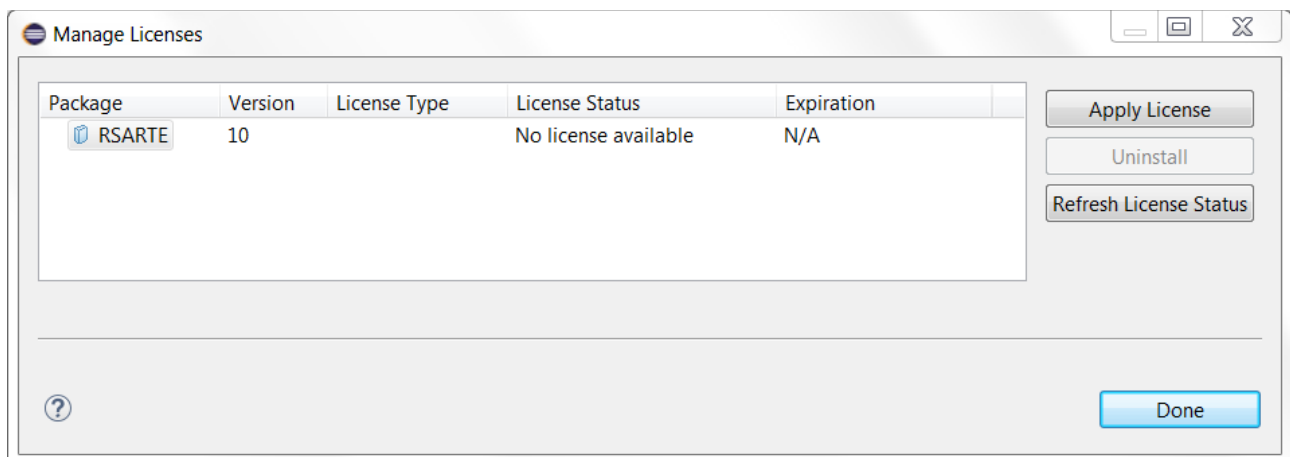 Manage Licenses
Package Version License Type License Status Expiration
RSARTE 10 No license available N/A
Apply License
Uninstall
Refresh License Status
?
Done